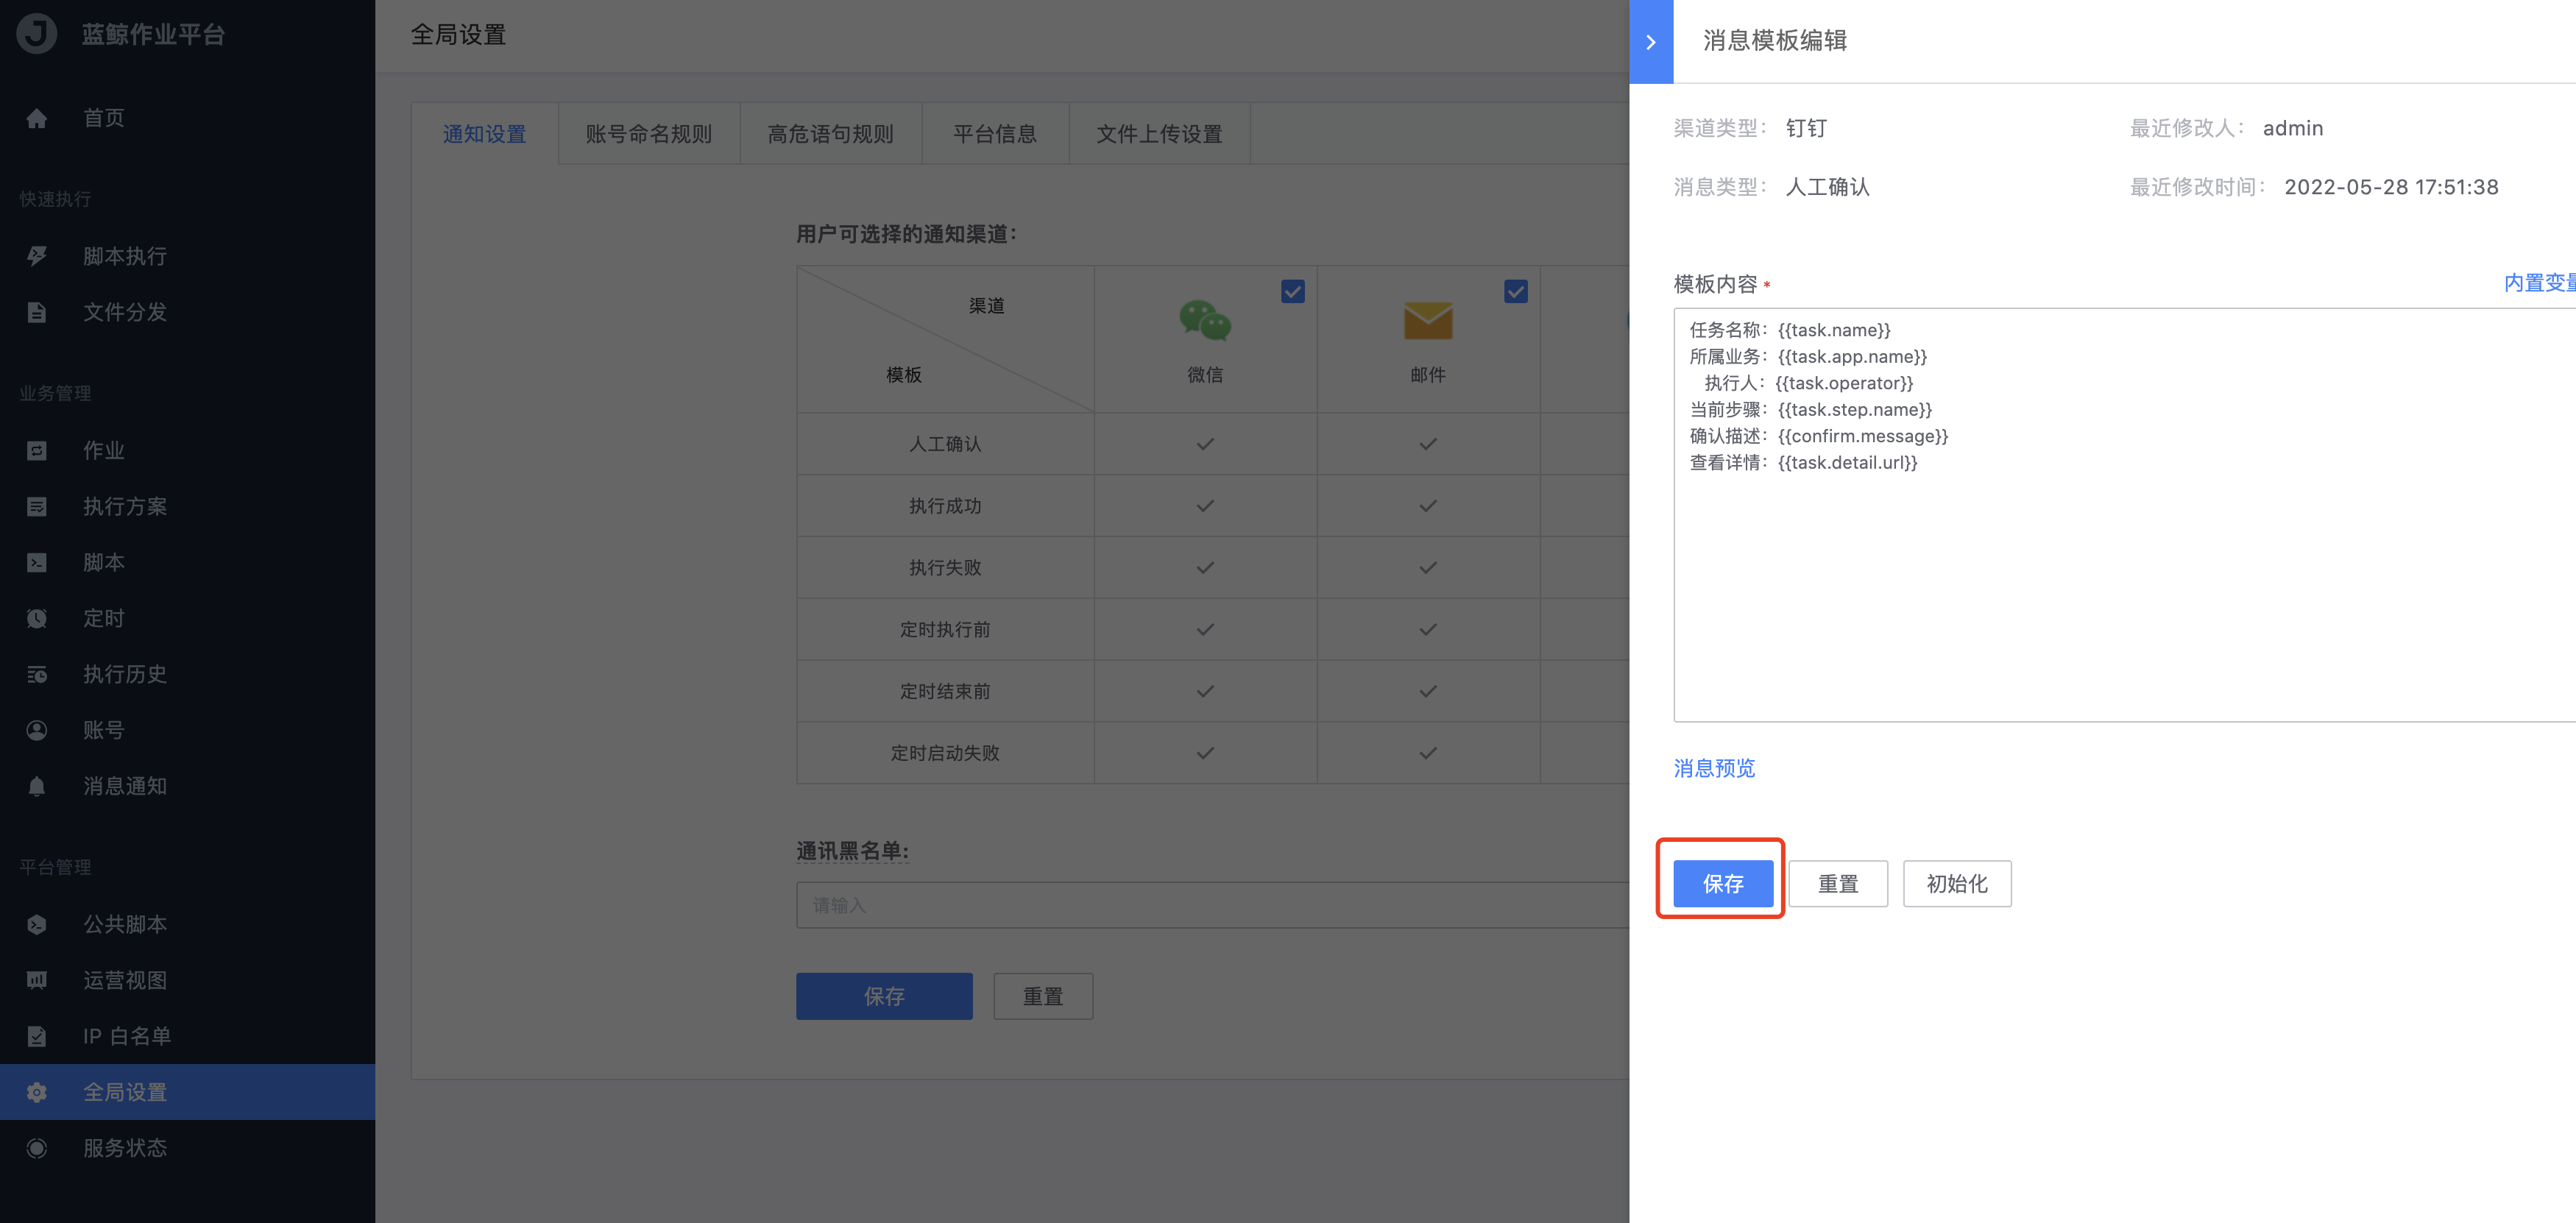 蓝鲸作业平台
首页
快速执行
脚本执行
文件分发
业务管理
作业
执行方案
脚本
定时
执行历史
账号
消息通知
平台管理
公共脚本
运营视图
IP 白名单
全局设置
服务状态
全局设置
通知设置 账号命名规则 高危语句规则 平台信息 文件上传设置
用户可选择的通知渠道：
渠道
模板
微信 邮件
人工确认
执行成功
执行失败
定时执行前
定时结束前
定时启动失败
通讯黑名单:
请输入
保存 重置
消息模板编辑
渠道类型： 钉钉 最近修改人： admin
消息类型： 人工确认 最近修改时间： 2022-05-28 17:51:38
模板内容 * 内置变量
任务名称：{{task.name}}
所属业务：{{task.app.name}}
执行人：{{task.operator}}
当前步骤：{{task.step.name}}
确认描述：{{confirm.message}}
查看详情：{{task.detail.url}}
消息预览
保存 重置 初始化